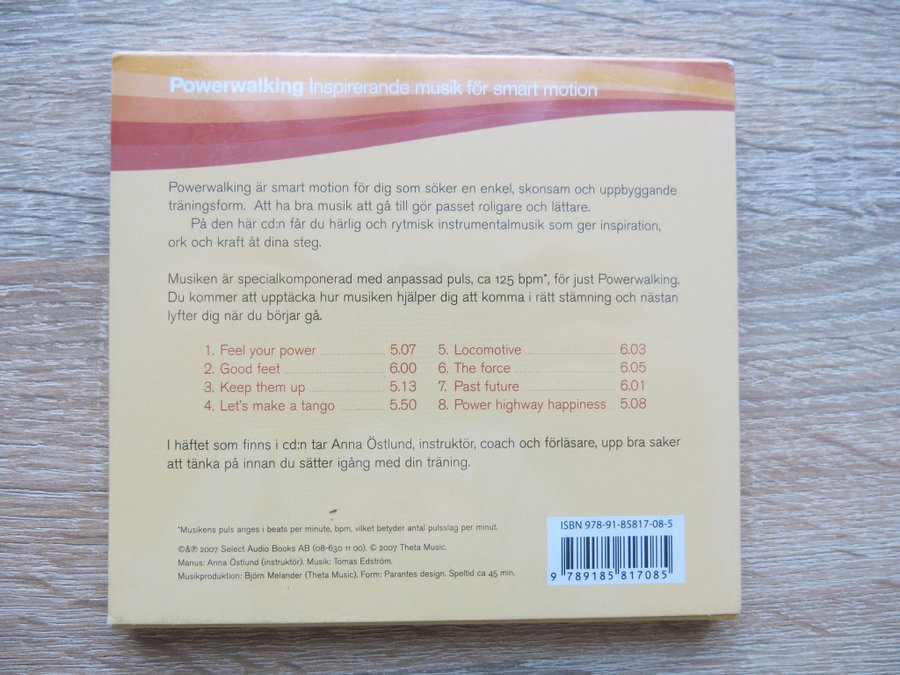 Powerwalking Inspirerande musik för smart motion
Powerwalking är smart motion för dig som söker en enkel, skonsam och uppbyggande
träningsform. Att ha bra musik att gå till gör passet roligare och lättare.
På den här cd:n får du härlig och rytmisk instrumentalmusik som ger inspiration,
ork och kraft åt dina steg.
Musiken är specialkomponerad med anpassad puls, ca 125 bpm*, för just Powerwalking.
Du kommer att upptäcka hur musiken hjälper dig att komma i rätt stämning och nästan
lyfter dig när du börjar gå.
1. Feel your power 5.07
2. Good feet 6.00
3. Keep them up 5.13
4. Let's make a tango 5.50
5. Locomotive 6.03
6. The force 6.05
7. Past future 6.01
8. Power highway happiness 5.08
I häftet som finns i cd:n tar Anna Östlund, instruktör, coach och förläsare, upp bra saker
att tänka på innan du sätter igång med din träning.
*Musikens puls anges i beats per minute, bpm, vilket betyder antal pulsslag per minut.
©&℗ 2007 Select Audio Books AB (08-630 11 00). © 2007 Theta Music.
Manus: Anna Östlund (instruktör). Musik: Tomas Edström.
Musikproduktion: Björn Melander (Theta Music). Form: Parantes design. Speltid ca 45 min.
ISBN 978-91-85817-08-5
9 789185 817085